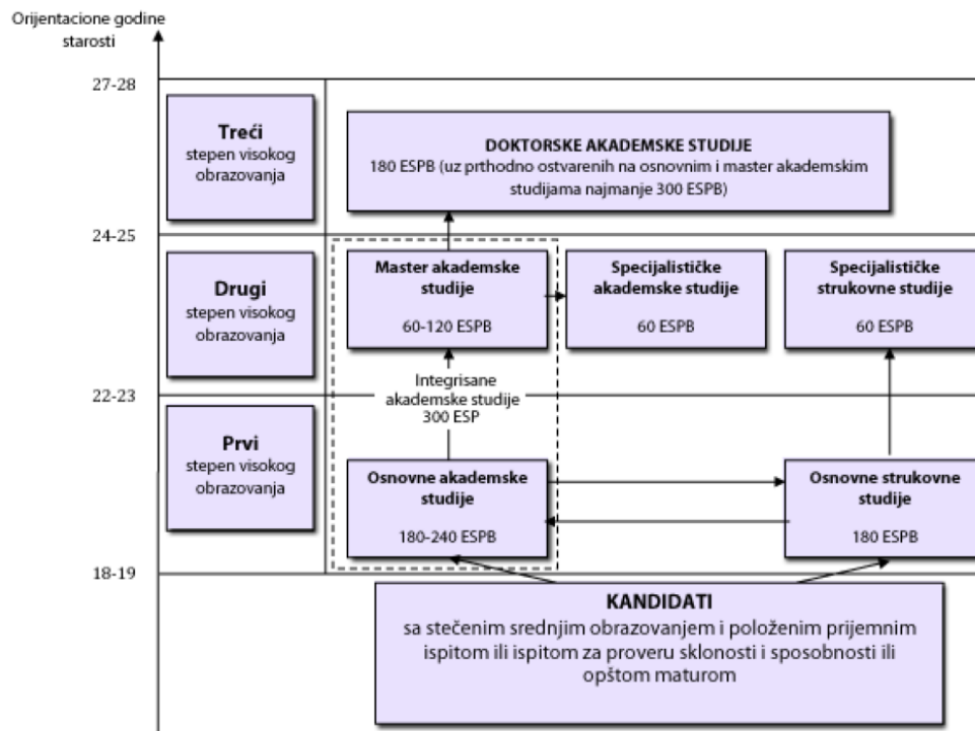 Orijentacione godine
starosti
27-28
Treći
stepen visokog
obrazovanja
DOKTORSKE AKADEMSKE STUDIJE
180 ESPB (uz prthodno ostvarenih na osnovnim i master akademskim
studijama najmanje 300 ESPB)
24-25
Drugi
stepen visokog
obrazovanja
Master akademske
studije
60-120 ESPB
Specijalističke
akademske studije
60 ESPB
Specijalističke
strukovne studije
60 ESPB
22-23
Integrisane
akademske studije
300 ESP
Prvi
stepen visokog
obrazovanja
Osnovne akademske
studije
180-240 ESPB
Osnovne strukovne
studije
180 ESPB
18-19
KANDIDATI
sa stečenim srednjim obrazovanjem i položenim prijemnim
ispitom ili ispitom za proveru sklonosti i sposobnosti ili
opštom maturom